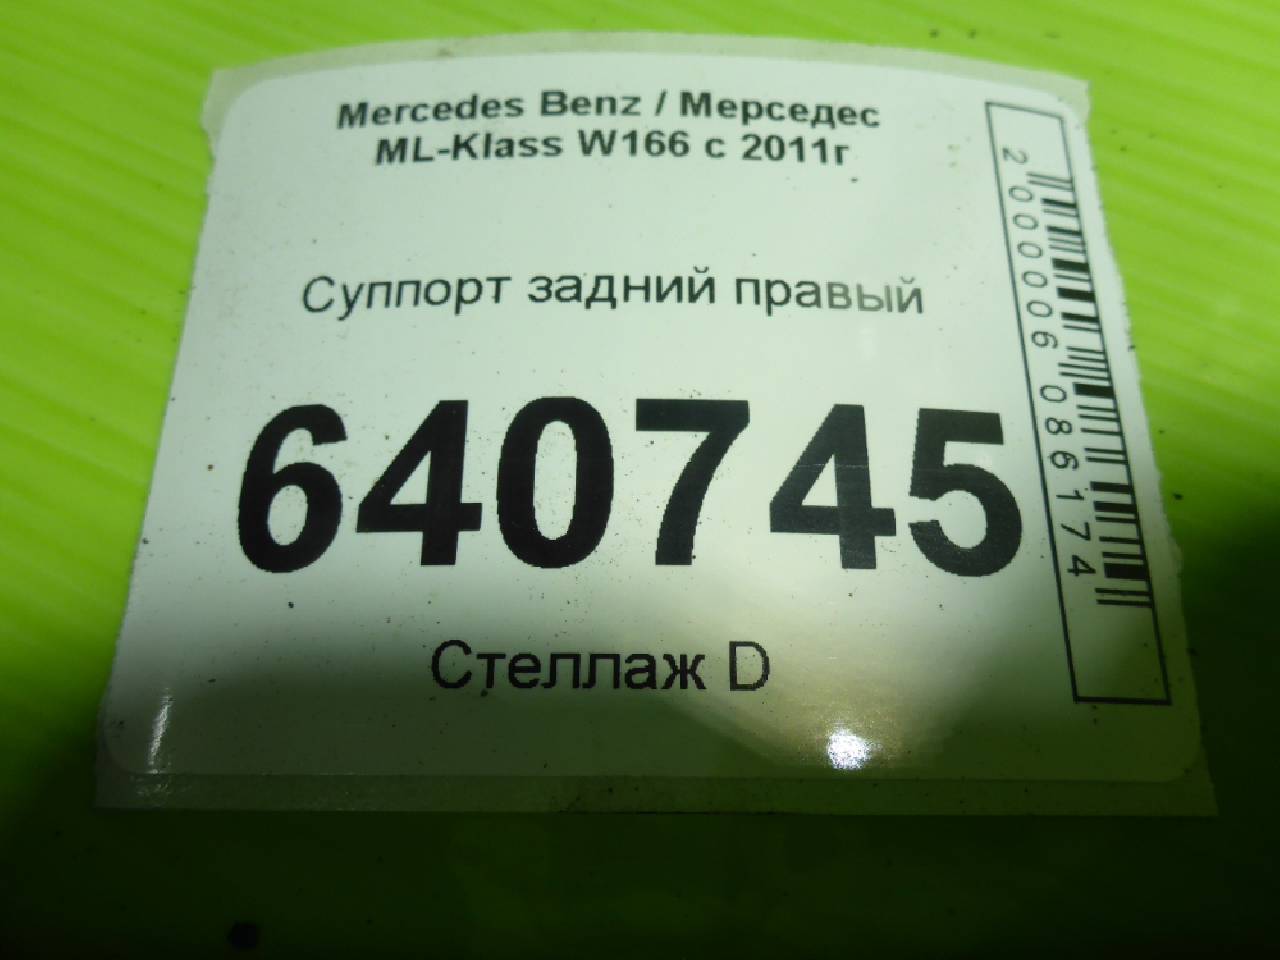 Mercedes Benz / Мерседес
ML-Klass W166 с 2011г
Суппорт задний правый
640745
Стеллаж D
2000006086174